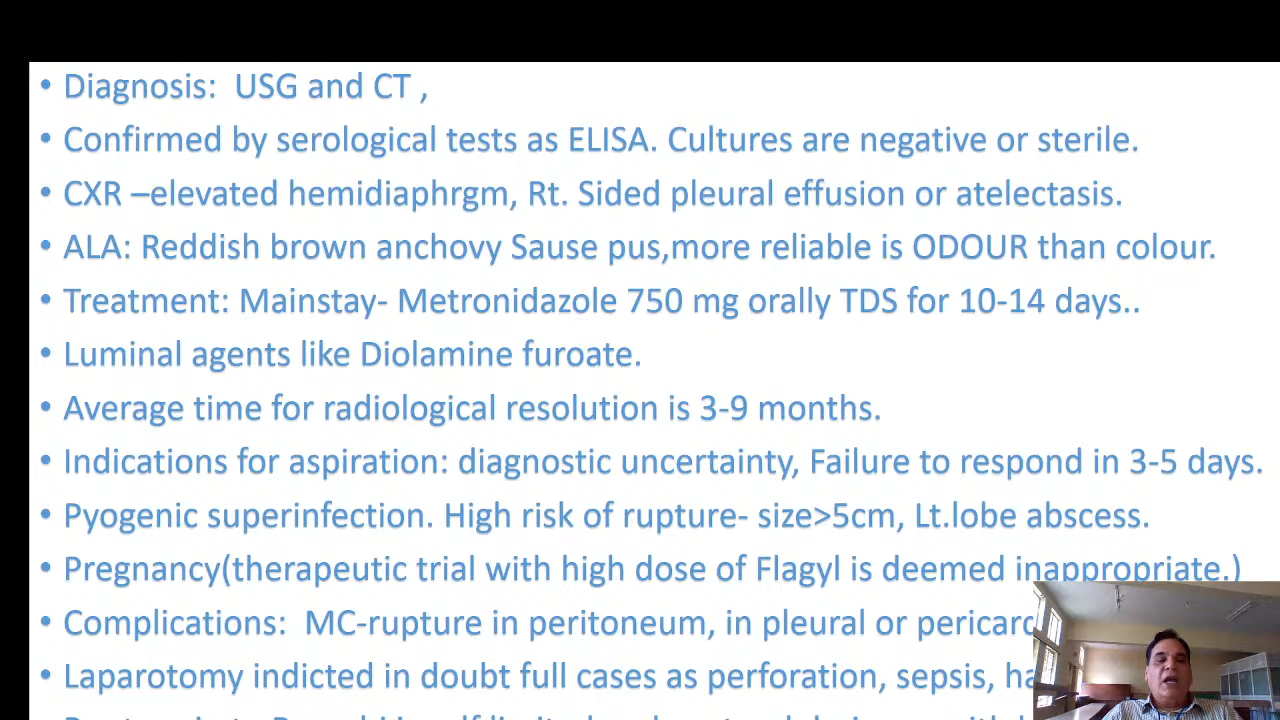 • Diagnosis: USG and CT ,
• Confirmed by serological tests as ELISA. Cultures are negative or sterile.
• CXR –elevated hemidiaphrgm, Rt. Sided pleural effusion or atelectasis.
• ALA: Reddish brown anchovy Sause pus,more reliable is ODOUR than colour.
• Treatment: Mainstay- Metronidazole 750 mg orally TDS for 10-14 days..
• Luminal agents like Diolamine furoate.
• Average time for radiological resolution is 3-9 months.
• Indications for aspiration: diagnostic uncertainty, Failure to respond in 3-5 days.
• Pyogenic superinfection. High risk of rupture- size>5cm, Lt.lobe abscess.
• Pregnancy(therapeutic trial with high dose of Flagyl is deemed inappropriate.)
• Complications: MC-rupture in peritoneum, in pleural or
• Laparotomy indicted in doubt full cases as perforation, sepsis,